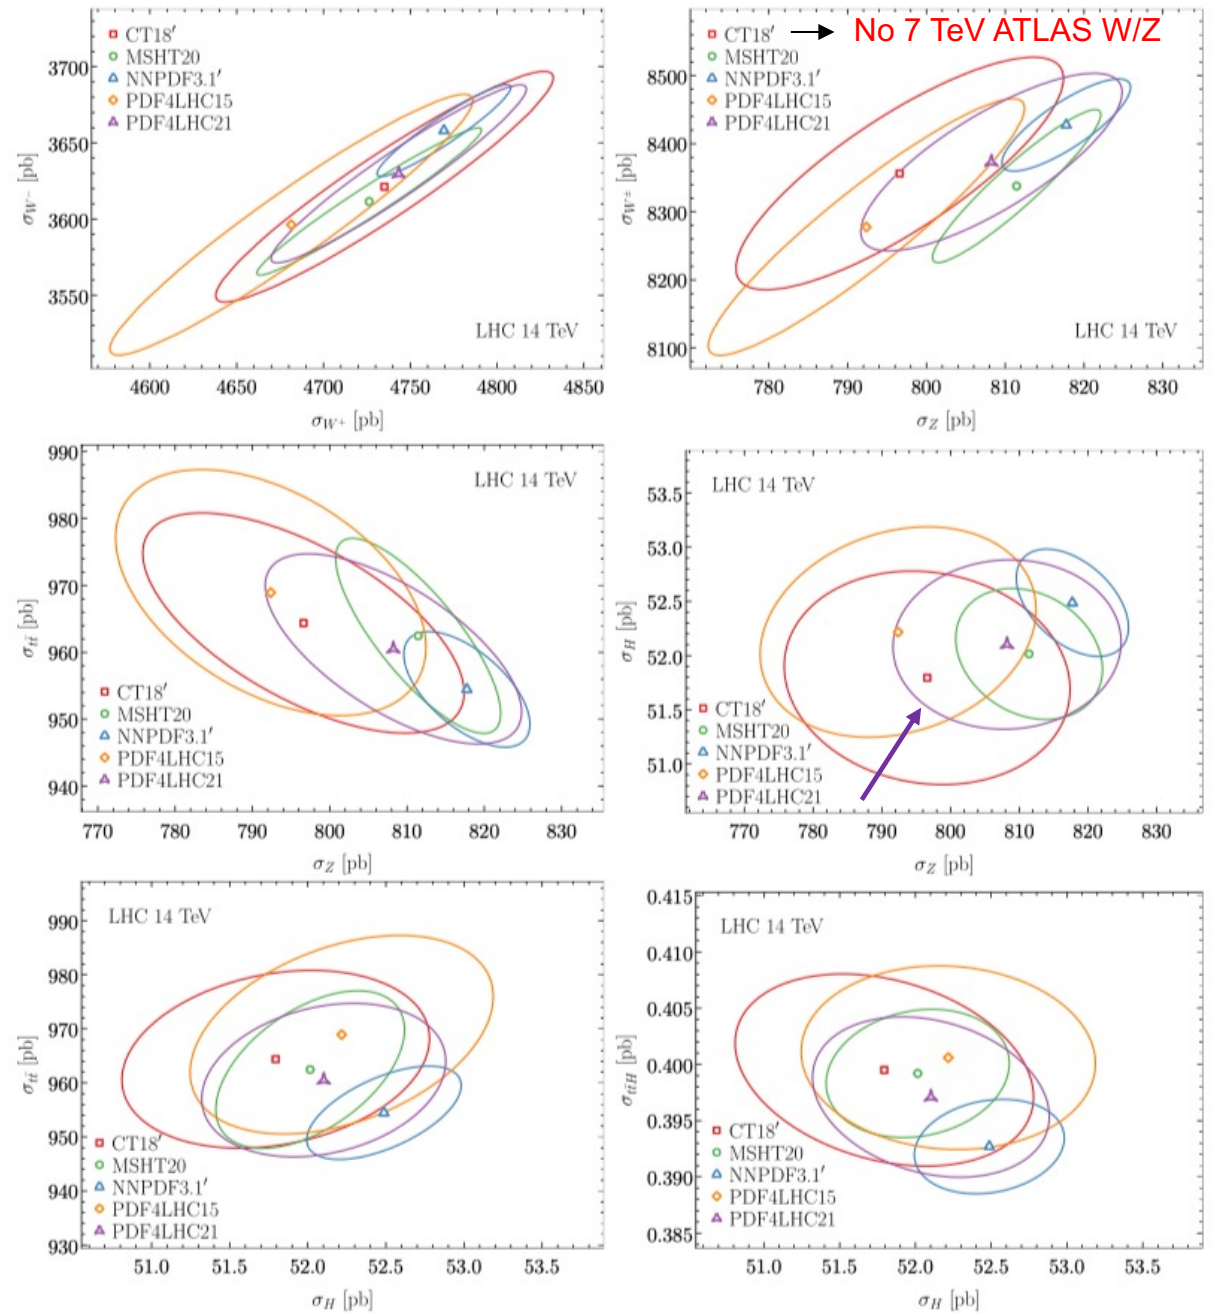 CT18′ → No 7 TeV ATLAS W/Z
MSHT20
NNPDF3.1′
PDF4LHC15
PDF4LHC21
3700
3650
3600
3550
σW− [pb]
LHC 14 TeV
4600 4650 4700 4750 4800 4850
σW+ [pb]
CT18′
MSHT20
NNPDF3.1′
PDF4LHC15
PDF4LHC21
8500
8400
8300
8200
8100
σW± [pb]
LHC 14 TeV
780 790 800 810 820 830
σZ [pb]
990
980
970
960
950
940
σtt̄ [pb]
LHC 14 TeV
CT18′
MSHT20
NNPDF3.1′
PDF4LHC15
PDF4LHC21
770 780 790 800 810 820 830
σZ [pb]
53.5
53.0
52.5
52.0
51.5
51.0
σH [pb]
LHC 14 TeV
CT18′
MSHT20
NNPDF3.1′
PDF4LHC15
PDF4LHC21
770 780 790 800 810 820 830
σZ [pb]
990
980
970
960
950
940
930
σtt̄ [pb]
LHC 14 TeV
CT18′
MSHT20
NNPDF3.1′
PDF4LHC15
PDF4LHC21
51.0 51.5 52.0 52.5 53.0 53.5
σH [pb]
0.415
0.410
0.405
0.400
0.395
0.390
0.385
σtt̄H [pb]
LHC 14 TeV
CT18′
MSHT20
NNPDF3.1′
PDF4LHC15
PDF4LHC21
51.0 51.5 52.0 52.5 53.0 53.5
σH [pb]